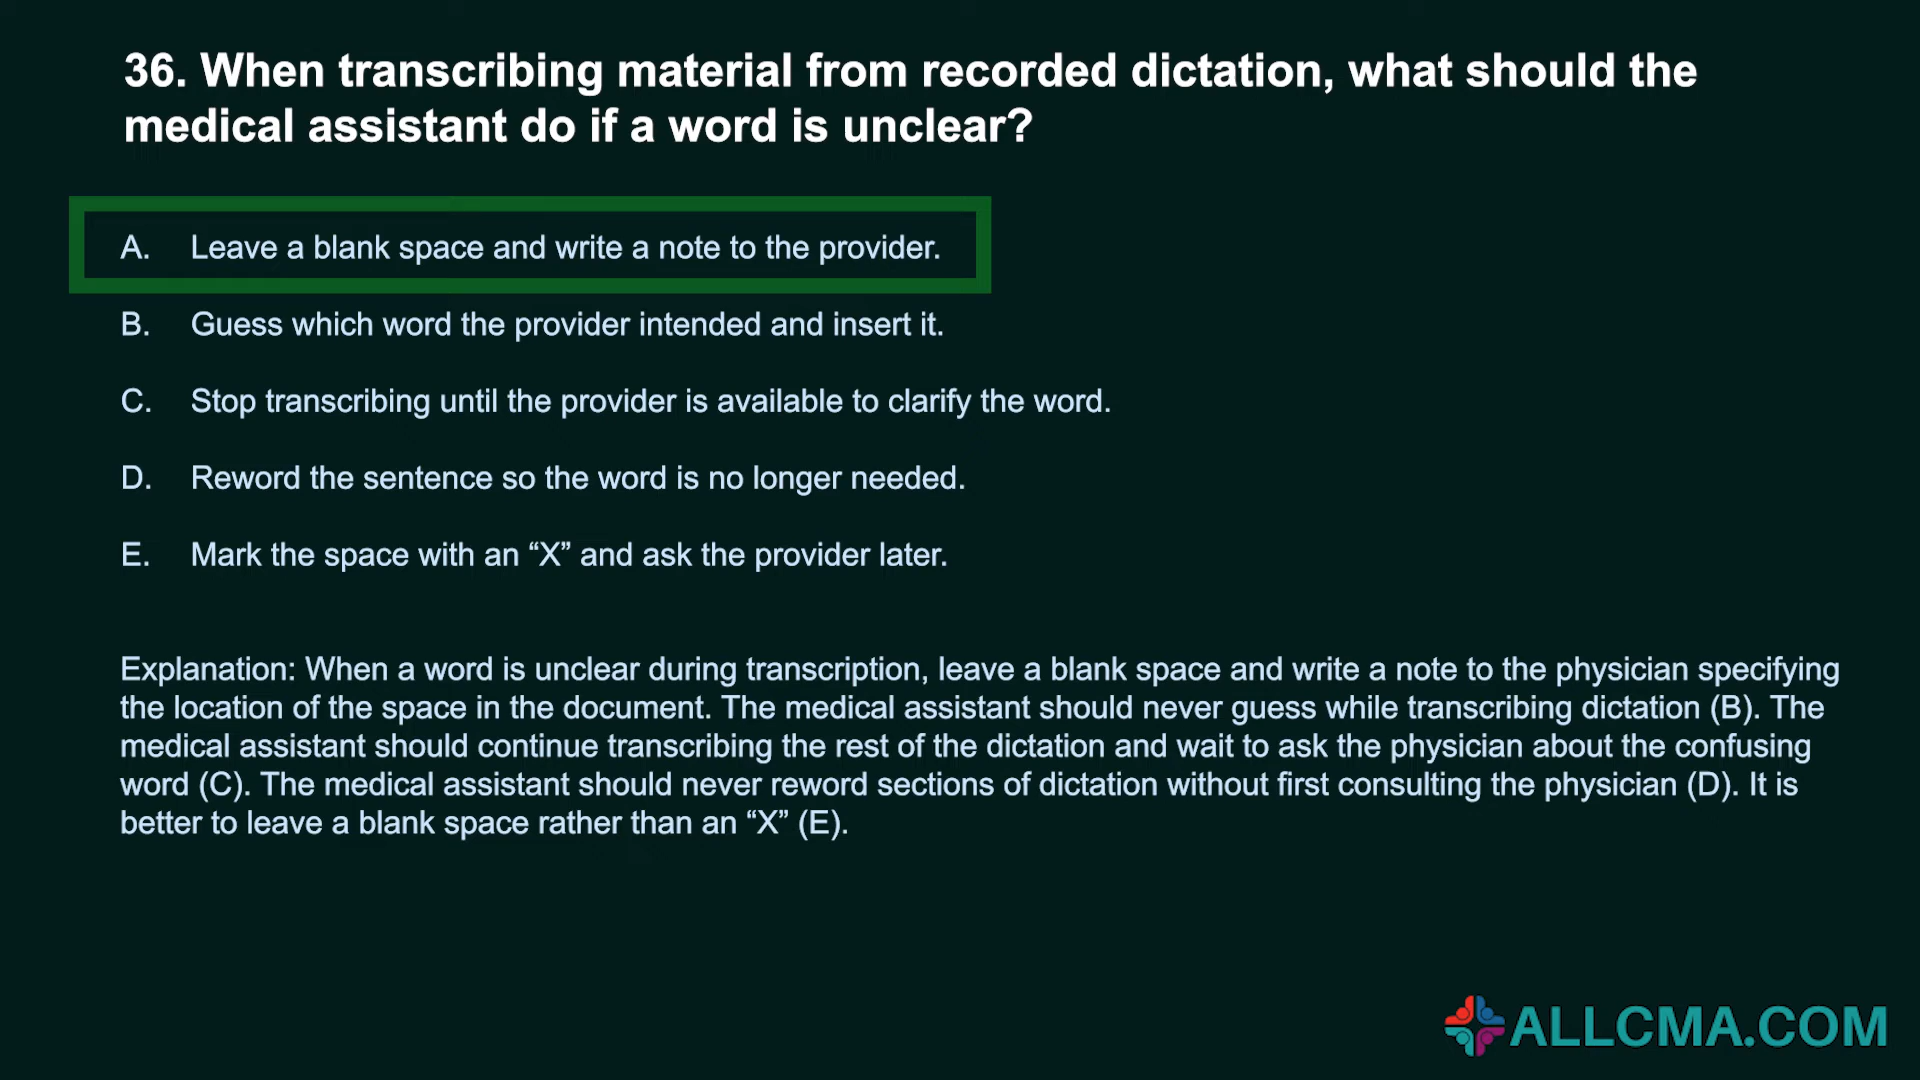 36. When transcribing material from recorded dictation, what should the
medical assistant do if a word is unclear?
A. Leave a blank space and write a note to the provider.
B. Guess which word the provider intended and insert it.
C. Stop transcribing until the provider is available to clarify the word.
D. Reword the sentence so the word is no longer needed.
E. Mark the space with an “X” and ask the provider later.
Explanation: When a word is unclear during transcription, leave a blank space and write a note to the physician specifying
the location of the space in the document. The medical assistant should never guess while transcribing dictation (B). The
medical assistant should continue transcribing the rest of the dictation and wait to ask the physician about the confusing
word (C). The medical assistant should never reword sections of dictation without first consulting the physician (D). It is
better to leave a blank space rather than an “X” (E).
ALLCMA.COM